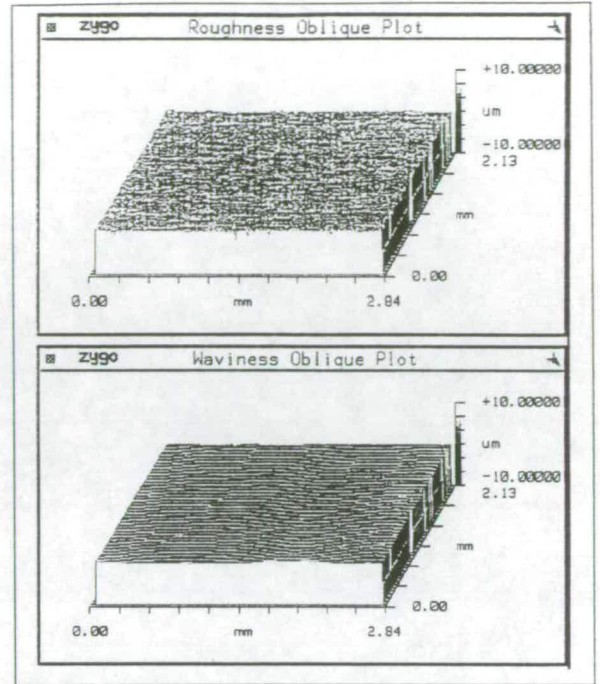 zygo Roughness Oblique Plot
+10.00000
um
-10.00000
2.13
mm
0.00
0.00 mm 2.84
zygo Waviness Oblique Plot
+10.00000
um
-10.00000
2.13
mm
0.00
0.00 mm 2.84